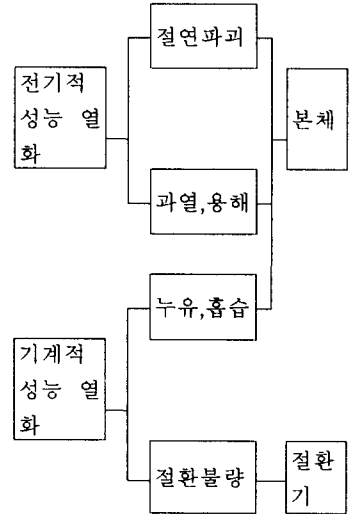 절연파괴
전기적
성능 열
화
본체
과열,용해
누유,흡습
기계적
성능 열
화
절환불량
절환
기